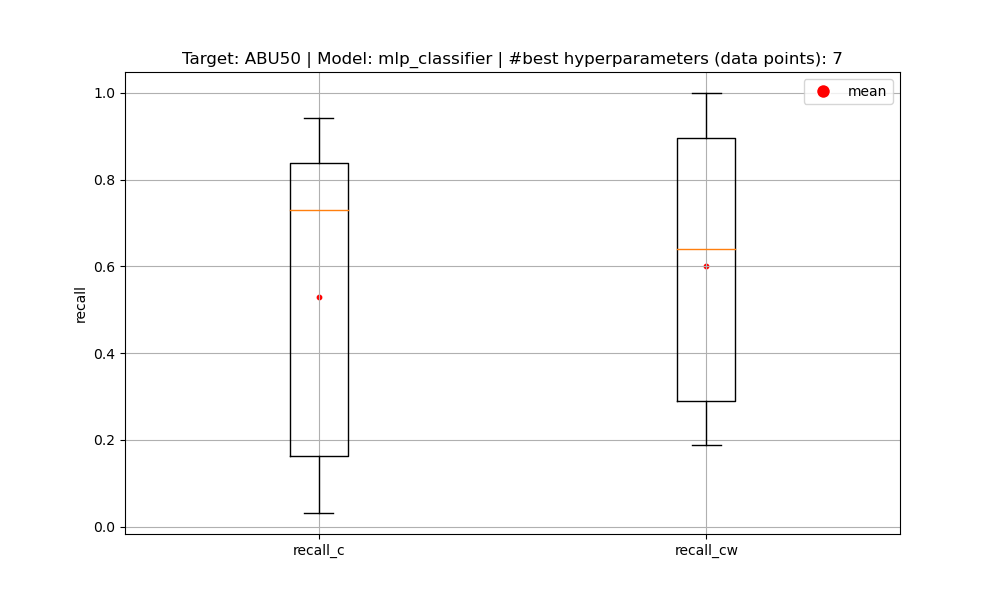 Target: ABU50 | Model: mlp_classifier | #best hyperparameters (data points): 7
mean
1.0
0.8
0.6
0.4
0.2
0.0
recall
recall_c
recall_cw